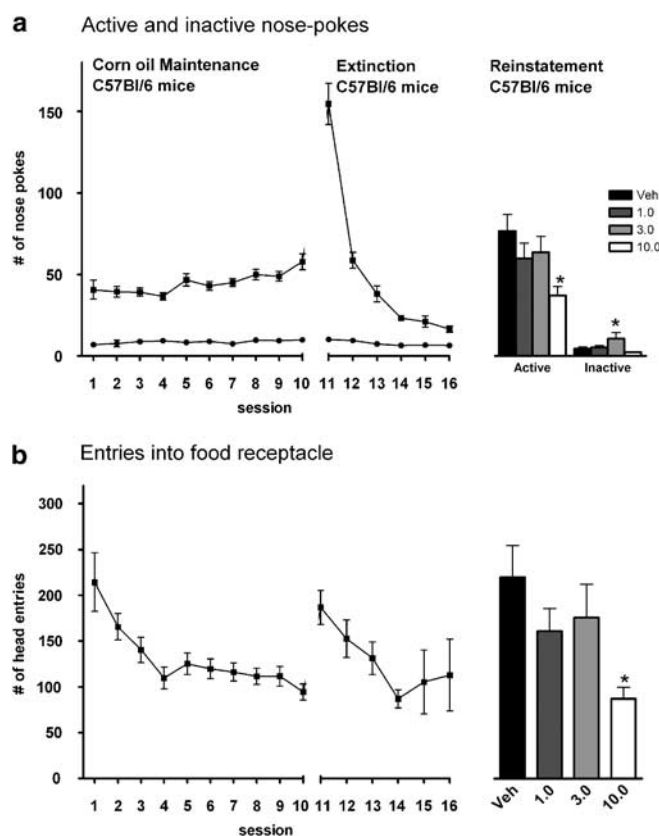 a Active and inactive nose-pokes
Corn oil Maintenance
C57Bl/6 mice
Extinction
C57Bl/6 mice
Reinstatement
C57Bl/6 mice
# of nose pokes
150
100
50
0
1 2 3 4 5 6 7 8 9 10 11 12 13 14 15 16
session
Veh
1.0
3.0
10.0
*
*
Active Inactive
b Entries into food receptacle
# of head entries
300
250
200
150
100
50
0
1 2 3 4 5 6 7 8 9 10 11 12 13 14 15 16
session
*
Veh 1.0 3.0 10.0